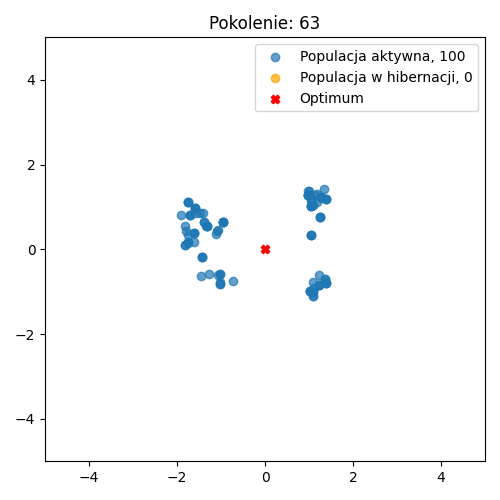 Pokolenie: 63
Populacja aktywna, 100
Populacja w hibernacji, 0
Optimum
4
2
0
−2
−4
−4 −2 0 2 4